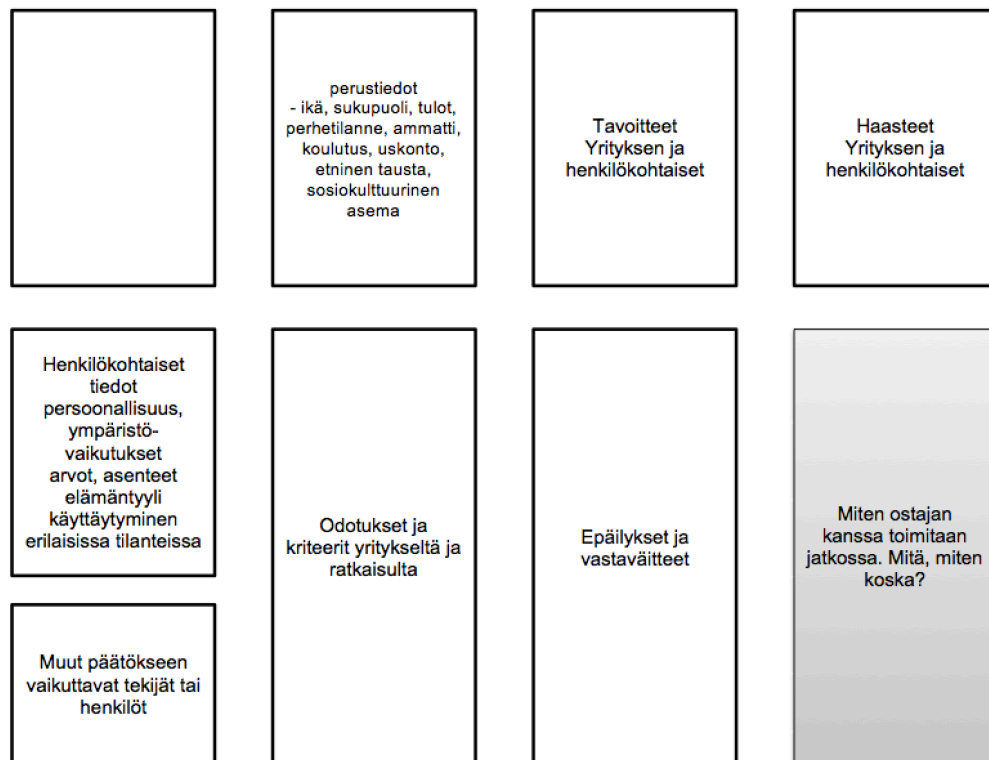 perustiedot
- ikä, sukupuoli, tulot,
perhetilanne, ammatti,
koulutus, uskonto,
etninen tausta,
sosiokulttuurinen
asema
Tavoitteet
Yrityksen ja
henkilökohtaiset
Haasteet
Yrityksen ja
henkilökohtaiset
Henkilökohtaiset
tiedot
persoonallisuus,
ympäristö-
vaikutukset
arvot, asenteet
elämäntyyli
käyttäytyminen
erilaisissa tilanteissa
Muut päätökseen
vaikuttavat tekijät tai
henkilöt
Odotukset ja
kriteerit yritykseltä ja
ratkaisulta
Epäilykset ja
vastaväitteet
Miten ostajan
kanssa toimitaan
jatkossa. Mitä, miten
koska?